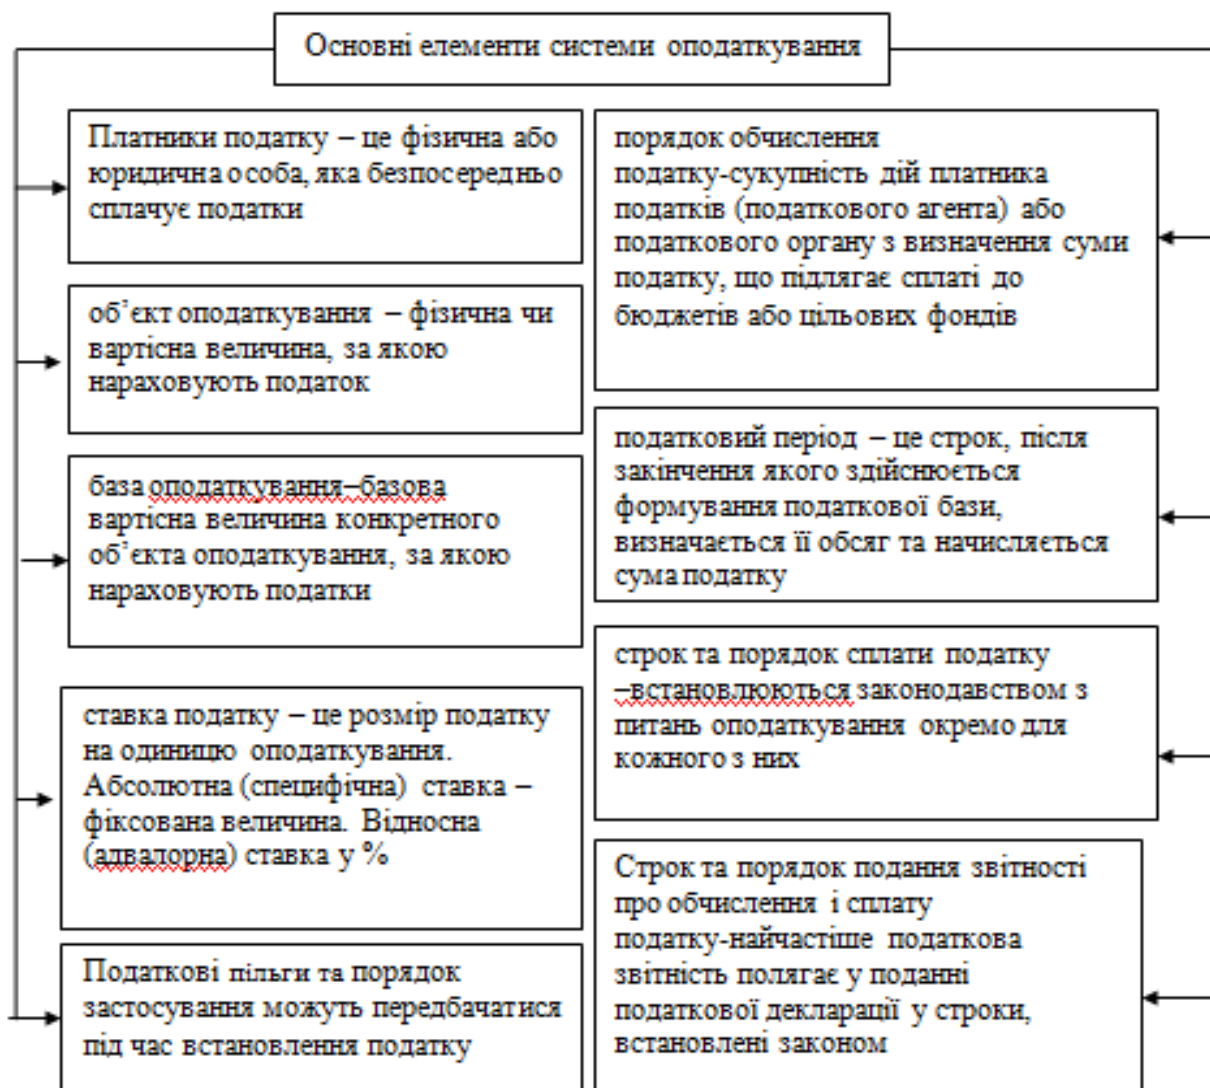 Основні елементи системи оподаткування
Платники податку – це фізична або
юридична особа, яка безпосередньо
сплачує податки
об’єкт оподаткування – фізична чи
вартісна величина, за якою
нараховують податок
база оподаткування–базова
вартісна величина конкретного
об’єкта оподаткування, за якою
нараховують податки
ставка податку – це розмір податку
на одиницю оподаткування.
Абсолютна (специфічна) ставка –
фіксована величина. Відносна
(адвалорна) ставка у %
Податкові пільги та порядок
застосування можуть передбачатися
під час встановлення податку
порядок обчислення
податку-сукупність дій платника
податків (податкового агента) або
податкового органу з визначення суми
податку, що підлягає сплаті до
бюджетів або цільових фондів
податковий період – це строк, після
закінчення якого здійснюється
формування податкової бази,
визначається її обсяг та начисляється
сума податку
строк та порядок сплати податку
–встановлюються законодавством з
питань оподаткування окремо для
кожного з них
Строк та порядок подання звітності
про обчислення і сплату
податку-найчастіше податкова
звітність полягає у поданні
податкової декларації у строки,
встановлені законом